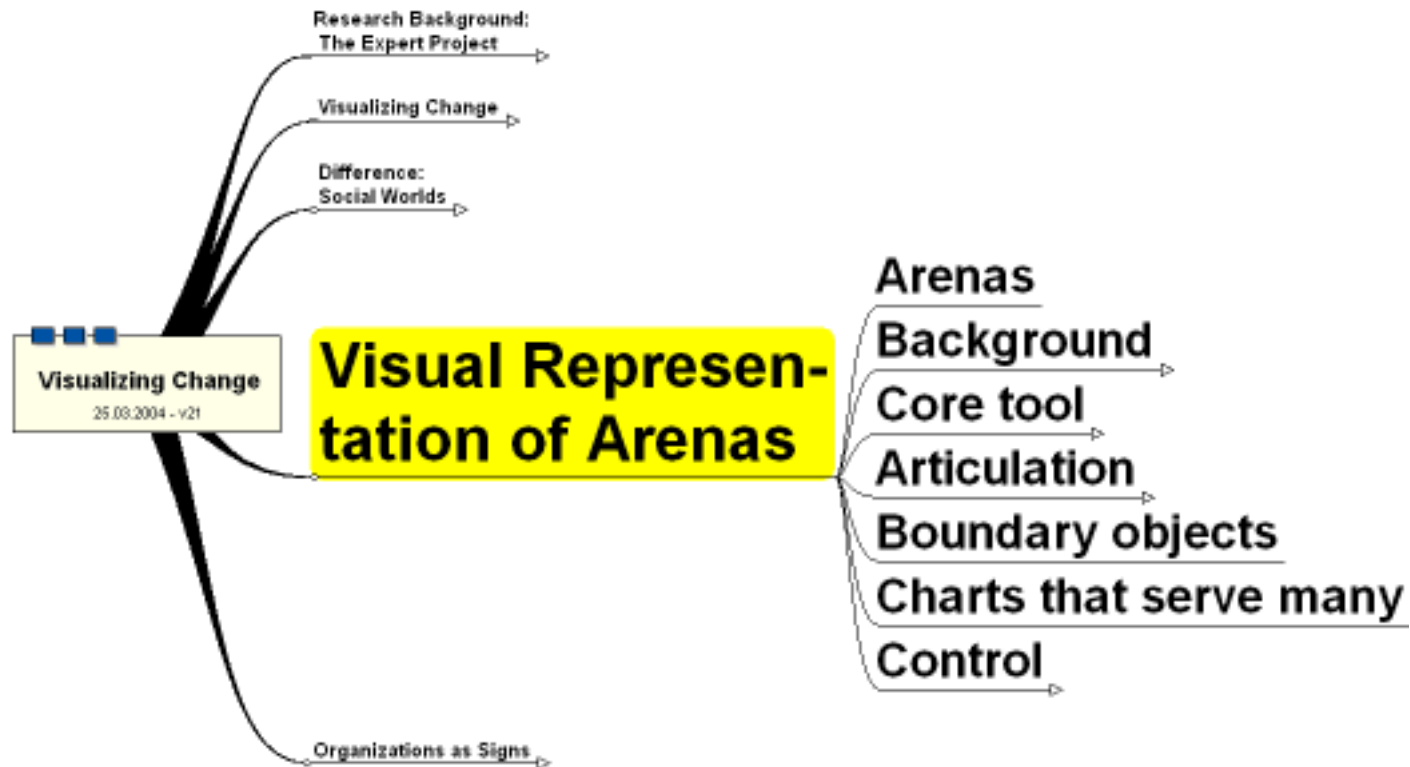 Research Background:
The Expert Project
Visualizing Change
Difference:
Social Worlds
Visualizing Change
25.03.2004 - v21
Visual Represen-
tation of Arenas
Arenas
Background
Core tool
Articulation
Boundary objects
Charts that serve many
Control
Organizations as Signs